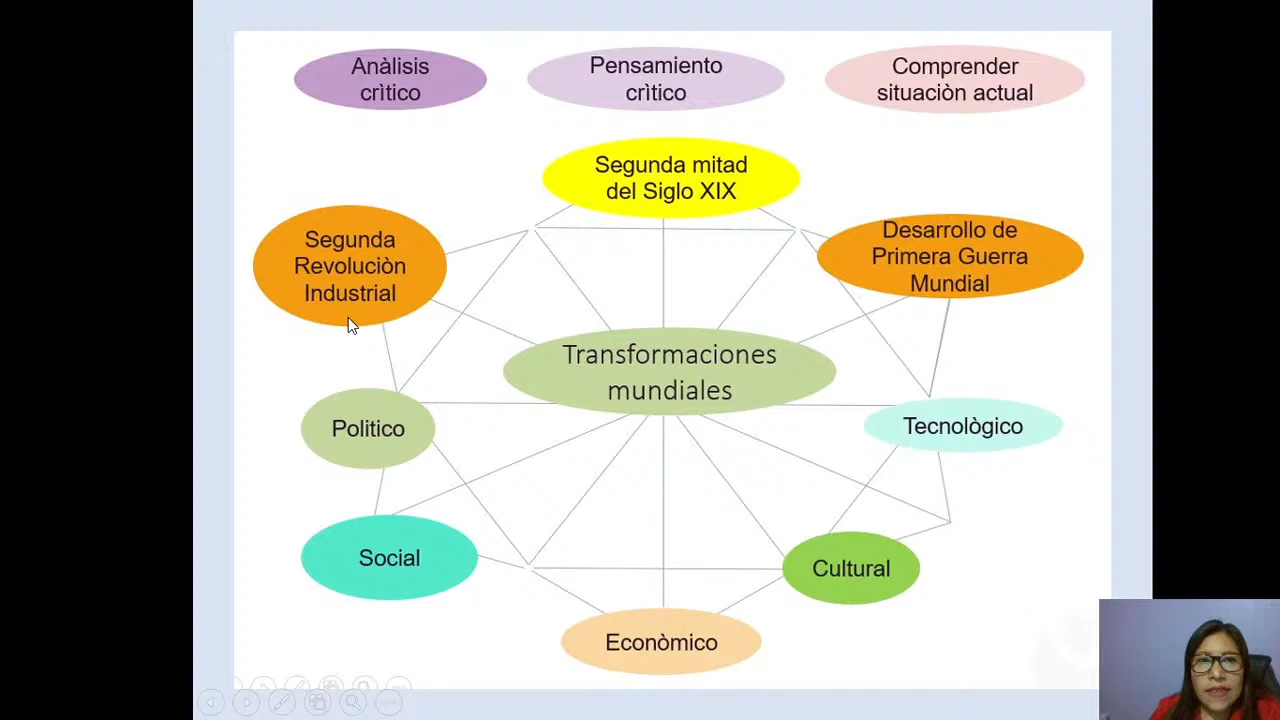 Anàlisis
crìtico
Pensamiento
crìtico
Comprender
situaciòn actual
Segunda mitad
del Siglo XIX
Segunda
Revoluciòn
Industrial
Desarrollo de
Primera Guerra
Mundial
Transformaciones
mundiales
Politico
Tecnològico
Social
Cultural
Econòmico